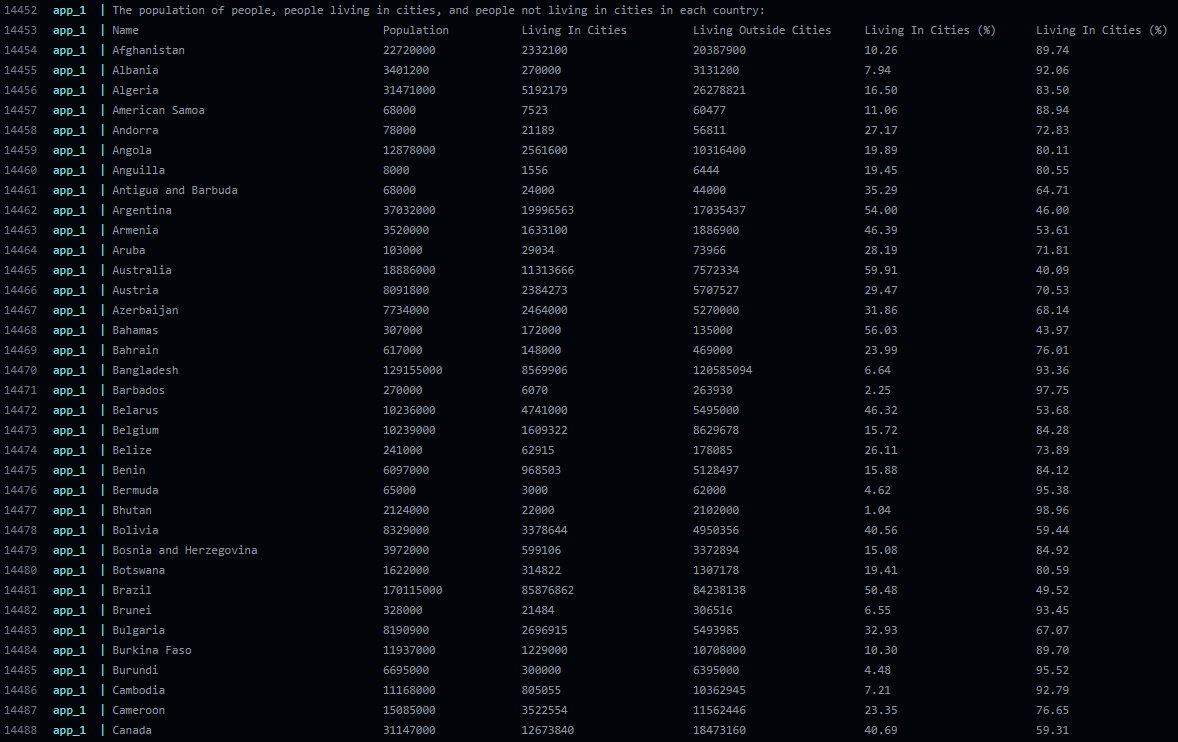 14452 app_1 | The population of people, people living in cities, and people not living in cities in each country:
14453 app_1 | Name Population Living In Cities Living Outside Cities Living In Cities (%) Living In Cities (%)
14454 app_1 | Afghanistan 22720000 2332100 20387900 10.26 89.74
14455 app_1 | Albania 3401200 270000 3131200 7.94 92.06
14456 app_1 | Algeria 31471000 5192179 26278821 16.50 83.50
14457 app_1 | American Samoa 68000 7523 60477 11.06 88.94
14458 app_1 | Andorra 78000 21189 56811 27.17 72.83
14459 app_1 | Angola 12878000 2561600 10316400 19.89 80.11
14460 app_1 | Anguilla 8000 1556 6444 19.45 80.55
14461 app_1 | Antigua and Barbuda 68000 24000 44000 35.29 64.71
14462 app_1 | Argentina 37032000 19996563 17035437 54.00 46.00
14463 app_1 | Armenia 3520000 1633100 1886900 46.39 53.61
14464 app_1 | Aruba 103000 29034 73966 28.19 71.81
14465 app_1 | Australia 18886000 11313666 7572334 59.91 40.09
14466 app_1 | Austria 8091800 2384273 5707527 29.47 70.53
14467 app_1 | Azerbaijan 7734000 2464000 5270000 31.86 68.14
14468 app_1 | Bahamas 307000 172000 135000 56.03 43.97
14469 app_1 | Bahrain 617000 148000 469000 23.99 76.01
14470 app_1 | Bangladesh 129155000 8569906 120585094 6.64 93.36
14471 app_1 | Barbados 270000 6070 263930 2.25 97.75
14472 app_1 | Belarus 10236000 4741000 5495000 46.32 53.68
14473 app_1 | Belgium 10239000 1609322 8629678 15.72 84.28
14474 app_1 | Belize 241000 62915 178085 26.11 73.89
14475 app_1 | Benin 6097000 968503 5128497 15.88 84.12
14476 app_1 | Bermuda 65000 3000 62000 4.62 95.38
14477 app_1 | Bhutan 2124000 22000 2102000 1.04 98.96
14478 app_1 | Bolivia 8329000 3378644 4950356 40.56 59.44
14479 app_1 | Bosnia and Herzegovina 3972000 599106 3372894 15.08 84.92
14480 app_1 | Botswana 1622000 314822 1307178 19.41 80.59
14481 app_1 | Brazil 170115000 85876862 84238138 50.48 49.52
14482 app_1 | Brunei 328000 21484 306516 6.55 93.45
14483 app_1 | Bulgaria 8190900 2696915 5493985 32.93 67.07
14484 app_1 | Burkina Faso 11937000 1229000 10708000 10.30 89.70
14485 app_1 | Burundi 6695000 300000 6395000 4.48 95.52
14486 app_1 | Cambodia 11168000 805055 10362945 7.21 92.79
14487 app_1 | Cameroon 15085000 3522554 11562446 23.35 76.65
14488 app_1 | Canada 31147000 12673840 18473160 40.69 59.31